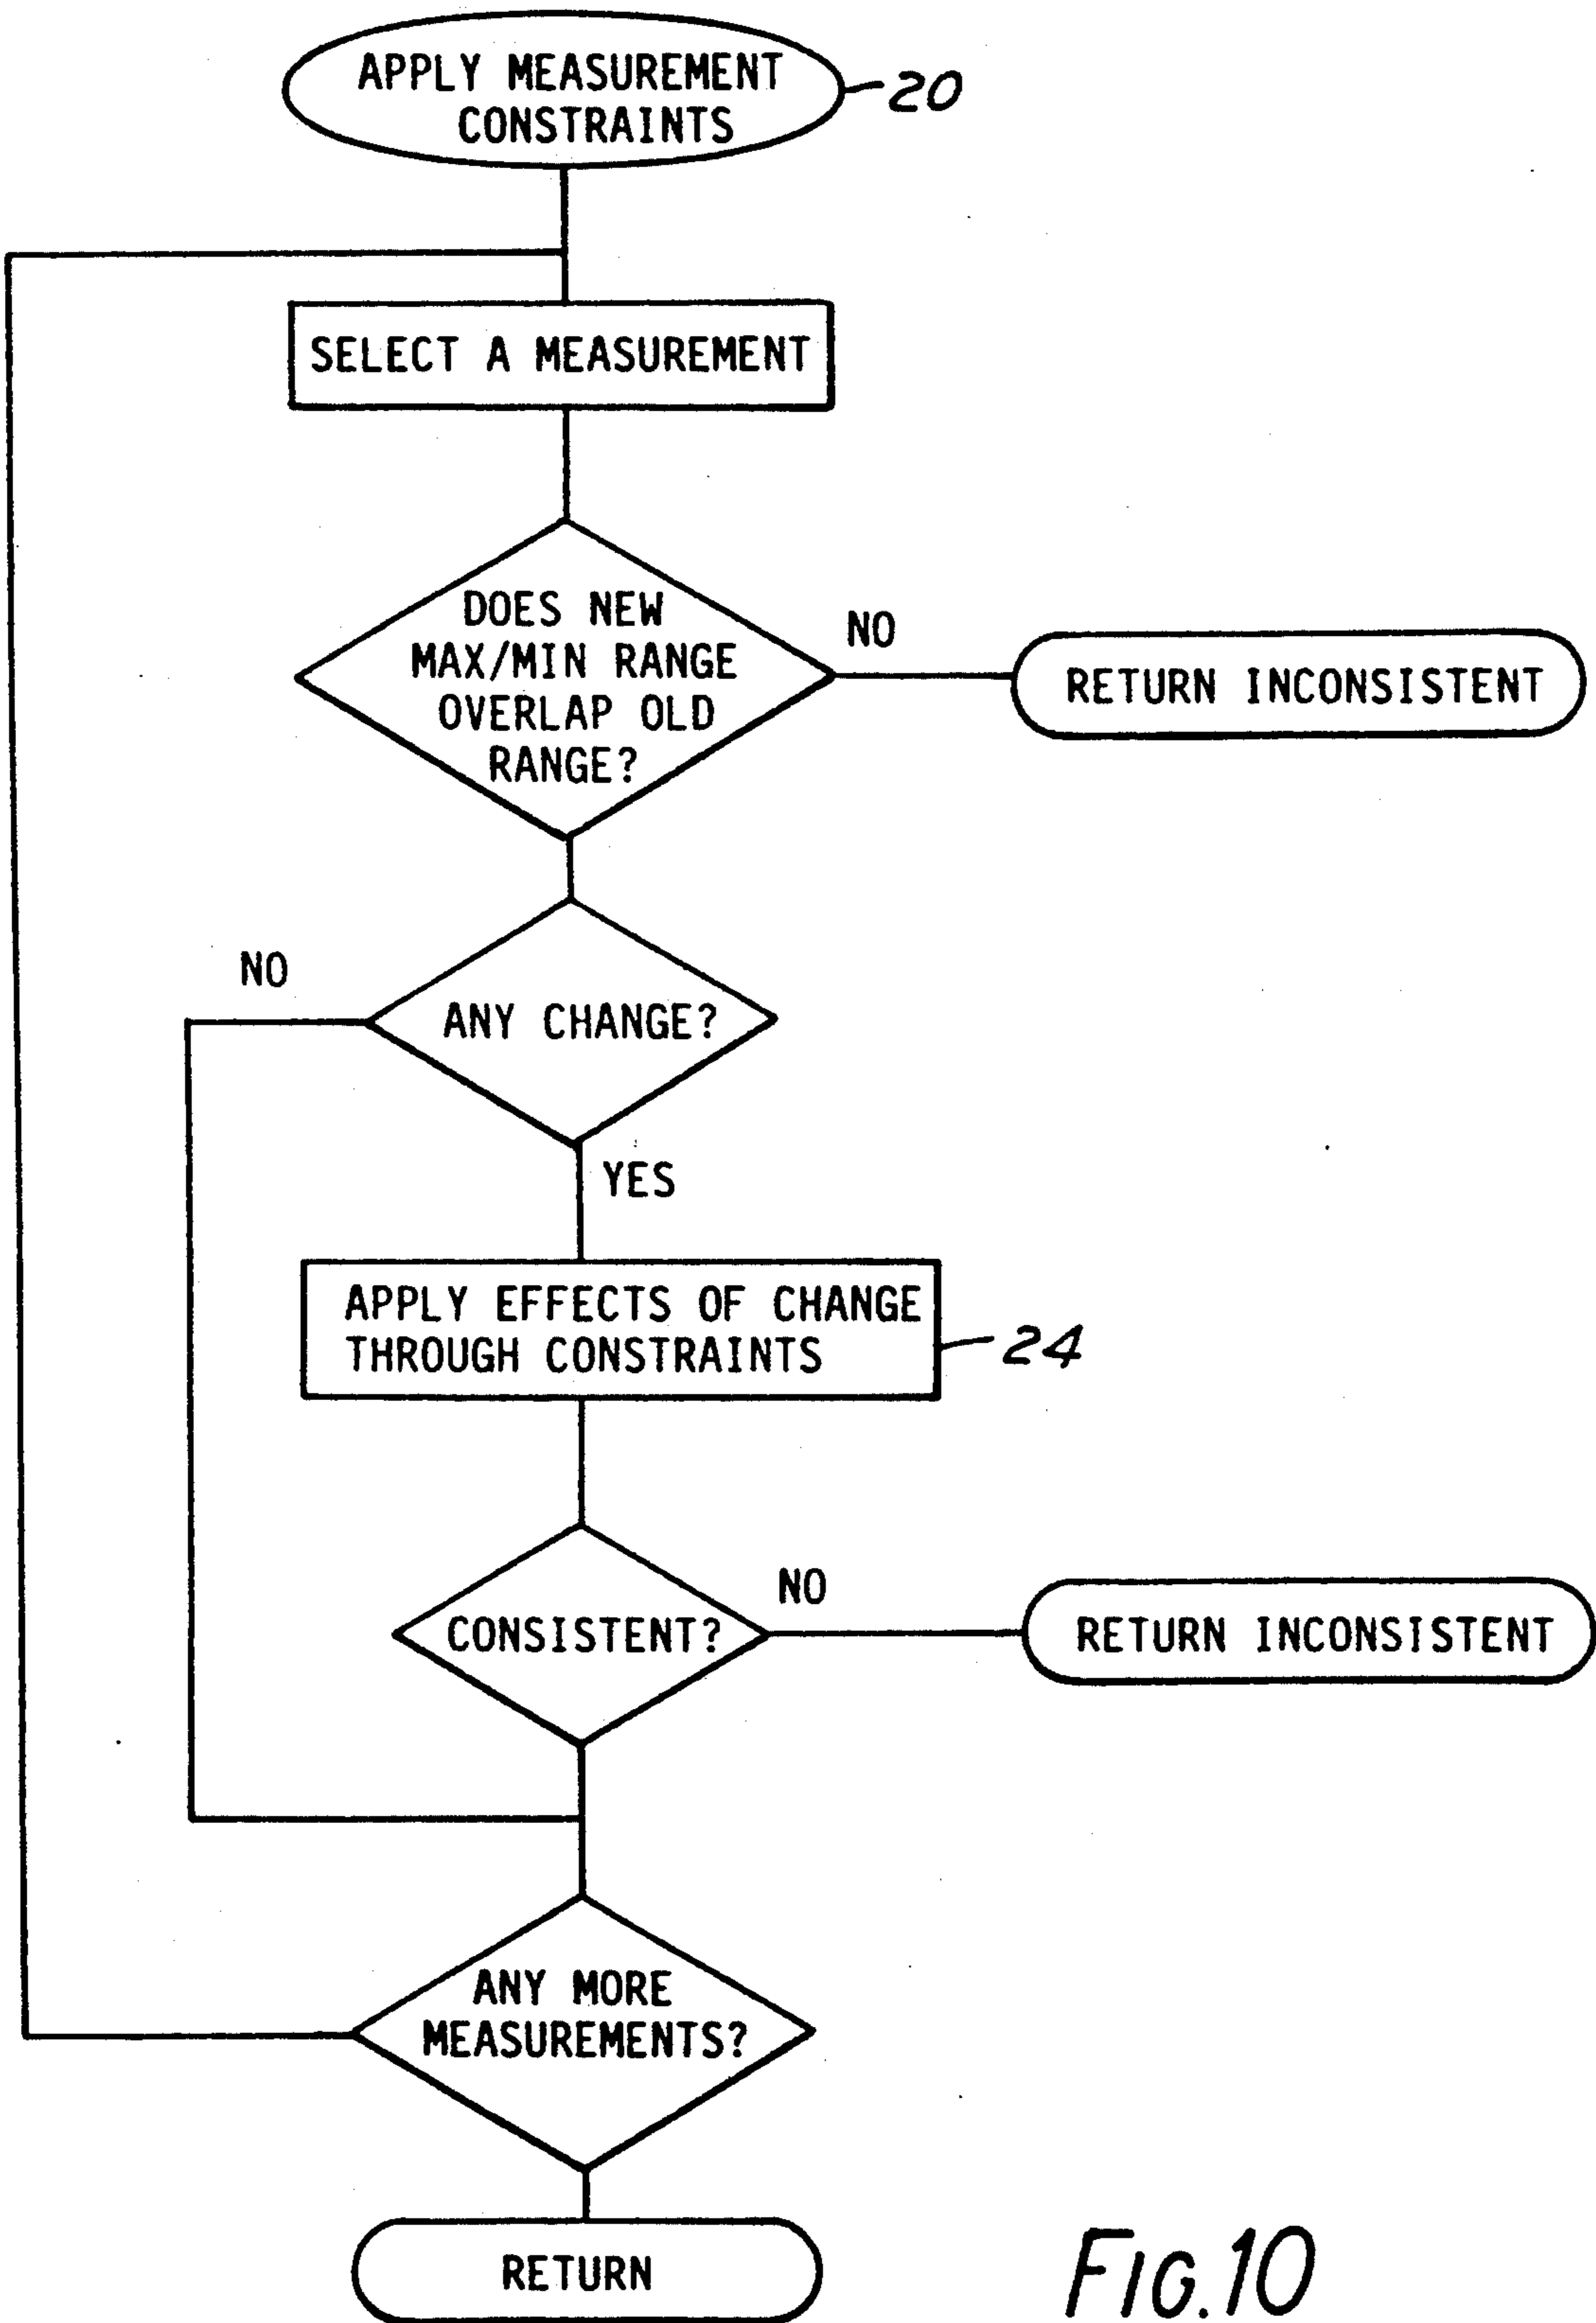 APPLY MEASUREMENT
CONSTRAINTS
20
SELECT A MEASUREMENT
DOES NEW
MAX/MIN RANGE
OVERLAP OLD
RANGE?
NO
RETURN INCONSISTENT
NO
ANY CHANGE?
YES
APPLY EFFECTS OF CHANGE
THROUGH CONSTRAINTS
24
CONSISTENT?
NO
RETURN INCONSISTENT
ANY MORE
MEASUREMENTS?
RETURN
FIG.10